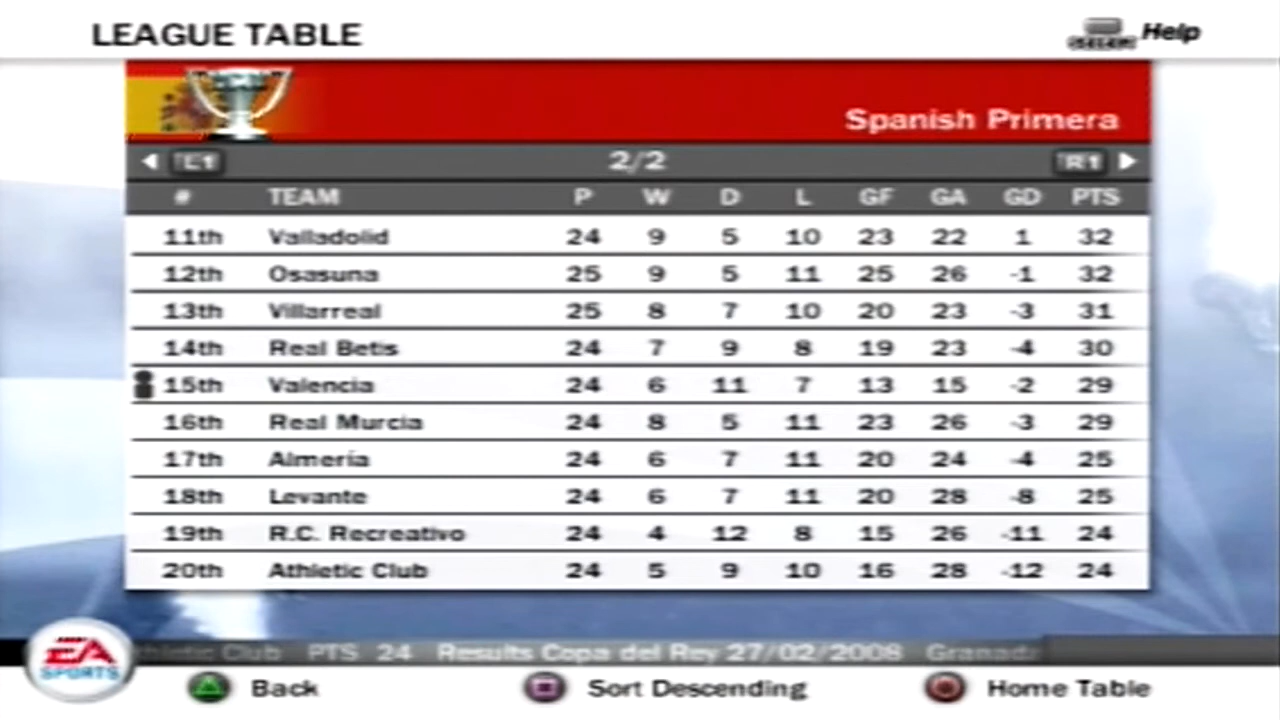 LEAGUE TABLE
SELECT Help
Spanish Primera
L1 2/2 R1
# TEAM P W D L GF GA GD PTS
11th Valladolid 24 9 5 10 23 22 1 32
12th Osasuna 25 9 5 11 25 26 -1 32
13th Villarreal 25 8 7 10 20 23 -3 31
14th Real Betis 24 7 9 8 19 23 -4 30
15th Valencia 24 6 11 7 13 15 -2 29
16th Real Murcia 24 8 5 11 23 26 -3 29
17th Almería 24 6 7 11 20 24 -4 25
18th Levante 24 6 7 11 20 28 -8 25
19th R.C. Recreativo 24 4 12 8 15 26 -11 24
20th Athletic Club 24 5 9 10 16 28 -12 24
thletic Club PTS 24 Results Copa del Rey 27/02/2008 Granada
EA SPORTS
Back Sort Descending Home Table